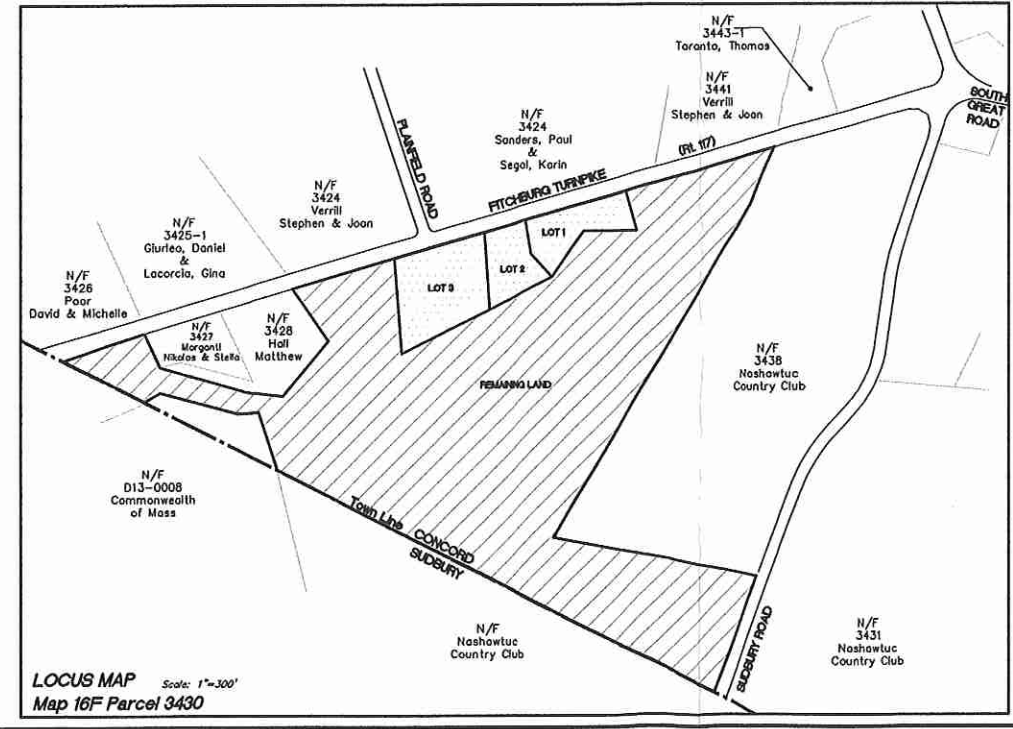 N/F
3443-1
Taranto, Thomas
N/F
3441
Verrill
Stephen & Joan
SOUTH
GREAT
ROAD
(Rt. 117)
N/F
3424
Sanders, Paul
&
Segal, Karin
PLAINFIELD ROAD
FITCHBURG TURNPIKE
N/F
3424
Verrill
Stephen & Joan
N/F
3425-1
Giurleo, Daniel
&
Lacorcia, Gina
N/F
3426
Poor
David & Michelle
LOT 1
LOT 2
LOT 3
N/F
3427
Morganti
Nikolas & Stella
N/F
3428
Hall
Matthew
REMAINING LAND
N/F
3438
Nashawtuc
Country Club
N/F
D13-0008
Commonwealth
of Mass
Town Line
CONCORD
SUDBURY
N/F
Nashawtuc
Country Club
SUDBURY ROAD
N/F
3431
Nashawtuc
Country Club
LOCUS MAP Scale: 1"=300'
Map 16F Parcel 3430